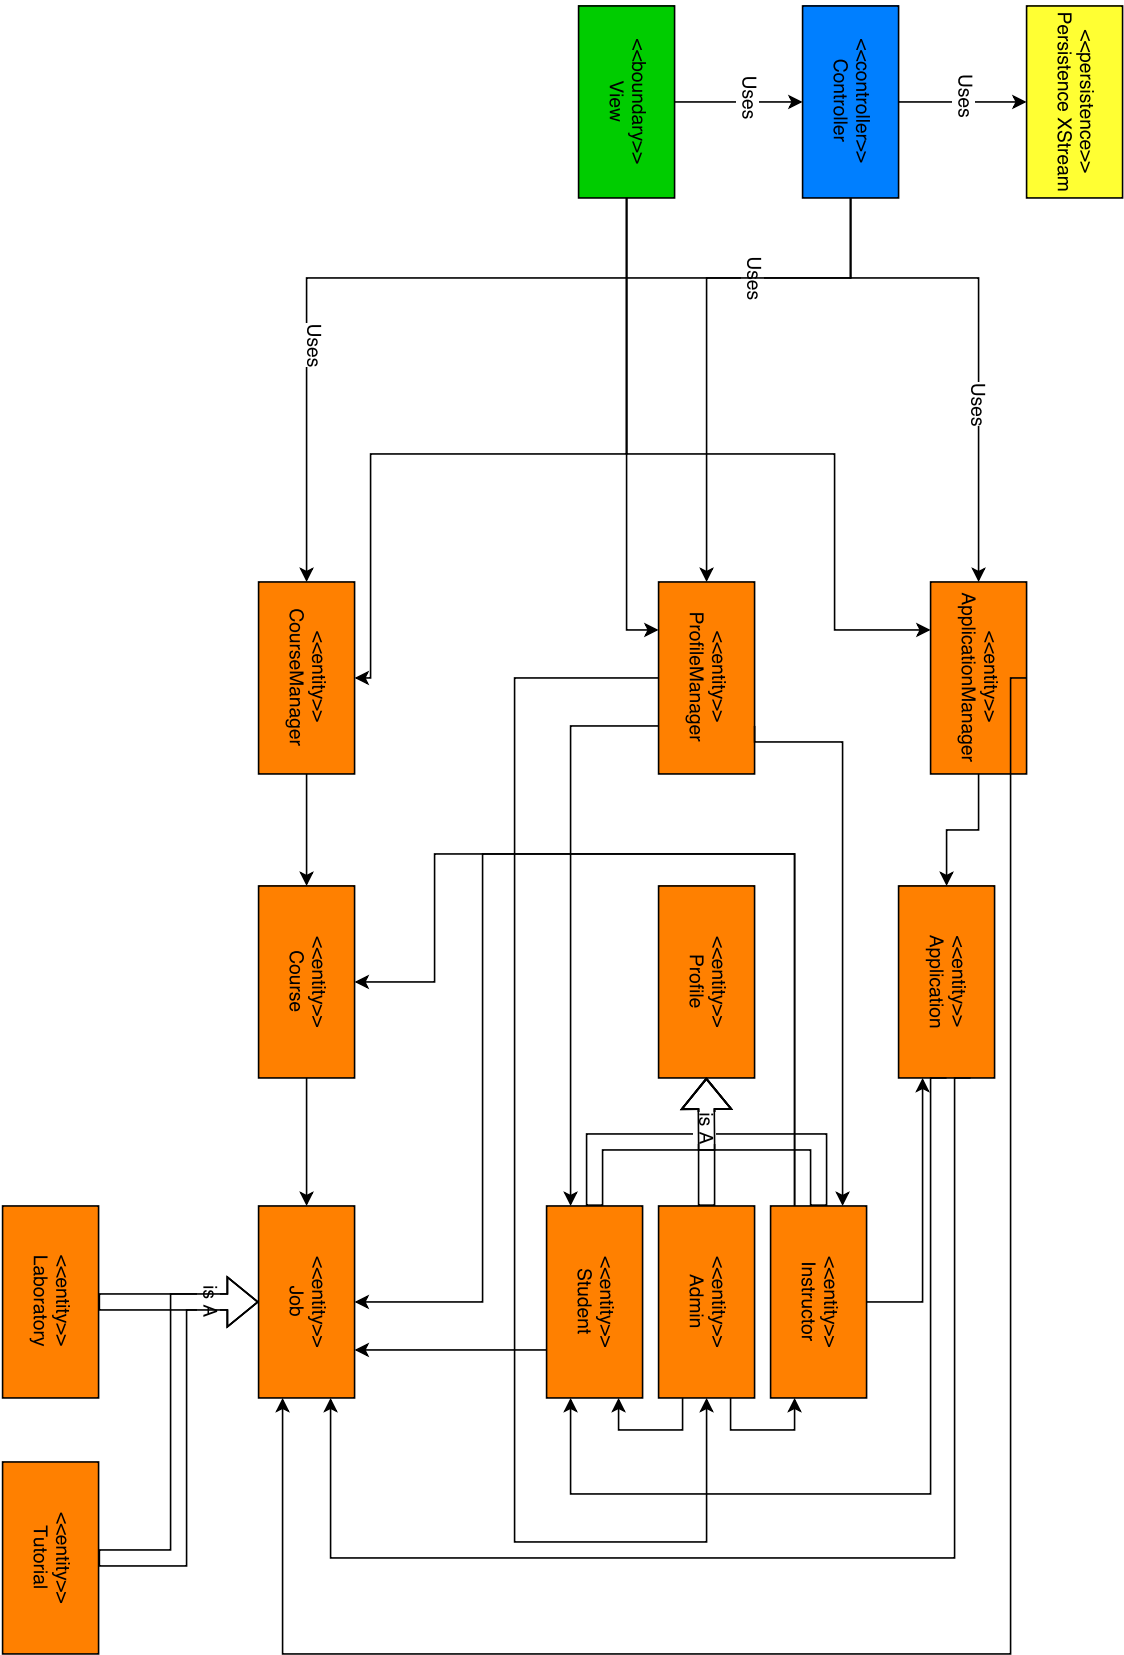 <<persistence>>
Persistence XStream
Uses
<<controller>>
Controller
Uses
<<boundary>>
View
Uses
Uses
Uses
<<entity>>
ApplicationManager
<<entity>>
ProfileManager
<<entity>>
CourseManager
<<entity>>
Application
<<entity>>
Profile
<<entity>>
Course
is A
<<entity>>
Instructor
<<entity>>
Admin
<<entity>>
Student
<<entity>>
Job
is A
<<entity>>
Laboratory
<<entity>>
Tutorial